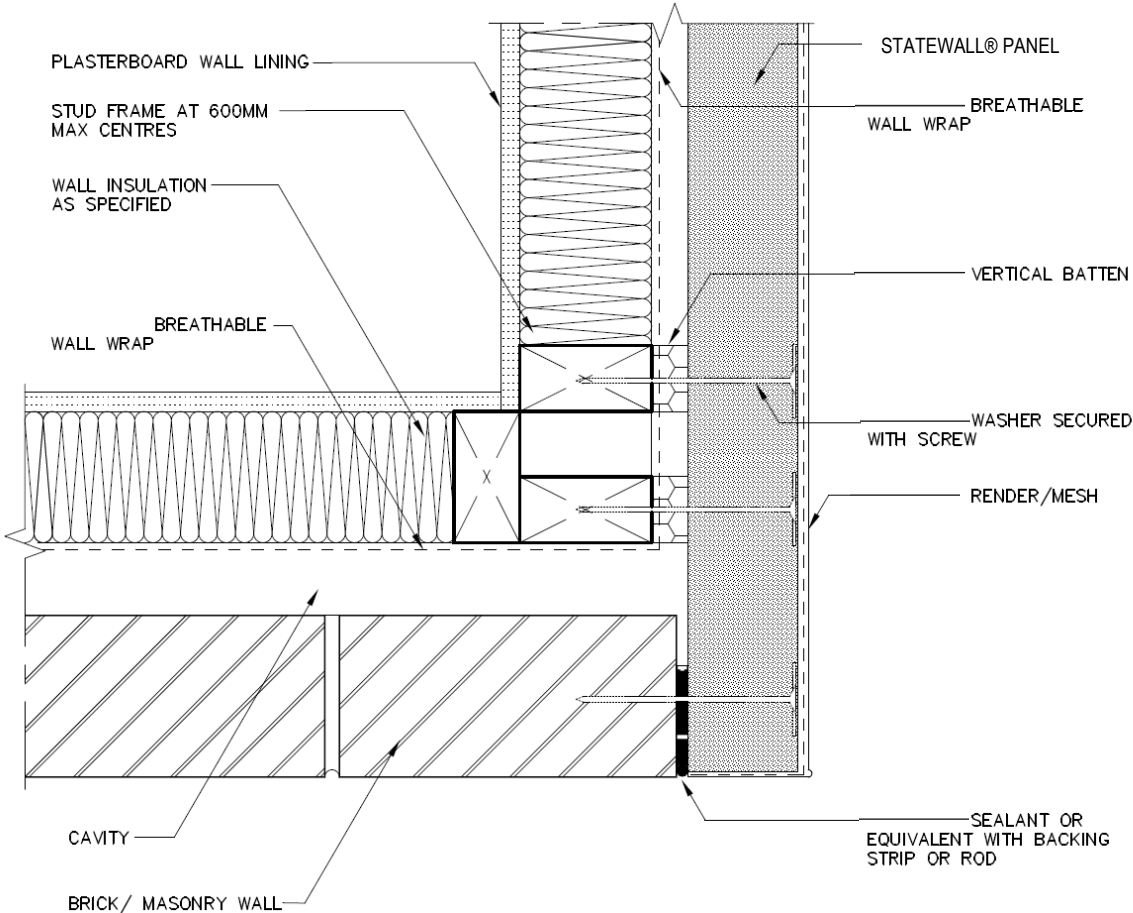 PLASTERBOARD WALL LINING
STUD FRAME AT 600MM
MAX CENTRES
WALL INSULATION
AS SPECIFIED
BREATHABLE
WALL WRAP
STATEWALL® PANEL
BREATHABLE
WALL WRAP
VERTICAL BATTEN
WASHER SECURED
WITH SCREW
RENDER/MESH
CAVITY
BRICK/ MASONRY WALL
SEALANT OR
EQUIVALENT WITH BACKING
STRIP OR ROD